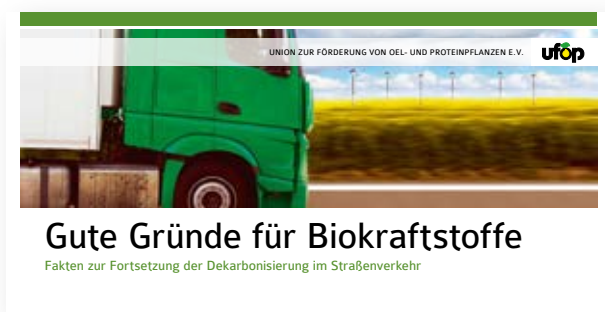 UNION ZUR FÖRDERUNG VON OEL- UND PROTEINPFLANZEN E.V. ufop
Gute Gründe für Biokraftstoffe
Fakten zur Fortsetzung der Dekarbonisierung im Straßenverkehr